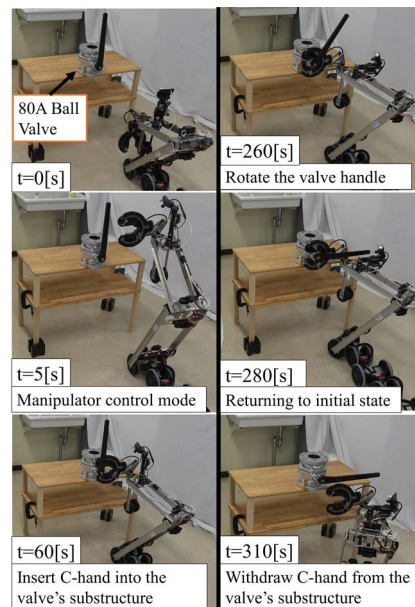 80A Ball
Valve
t=0[s]
t=5[s]
Manipulator control mode
t=60[s]
Insert C-hand into the
valve's substructure
t=260[s]
Rotate the valve handle
t=280[s]
Returning to initial state
t=310[s]
Withdraw C-hand from the
valve's substructure